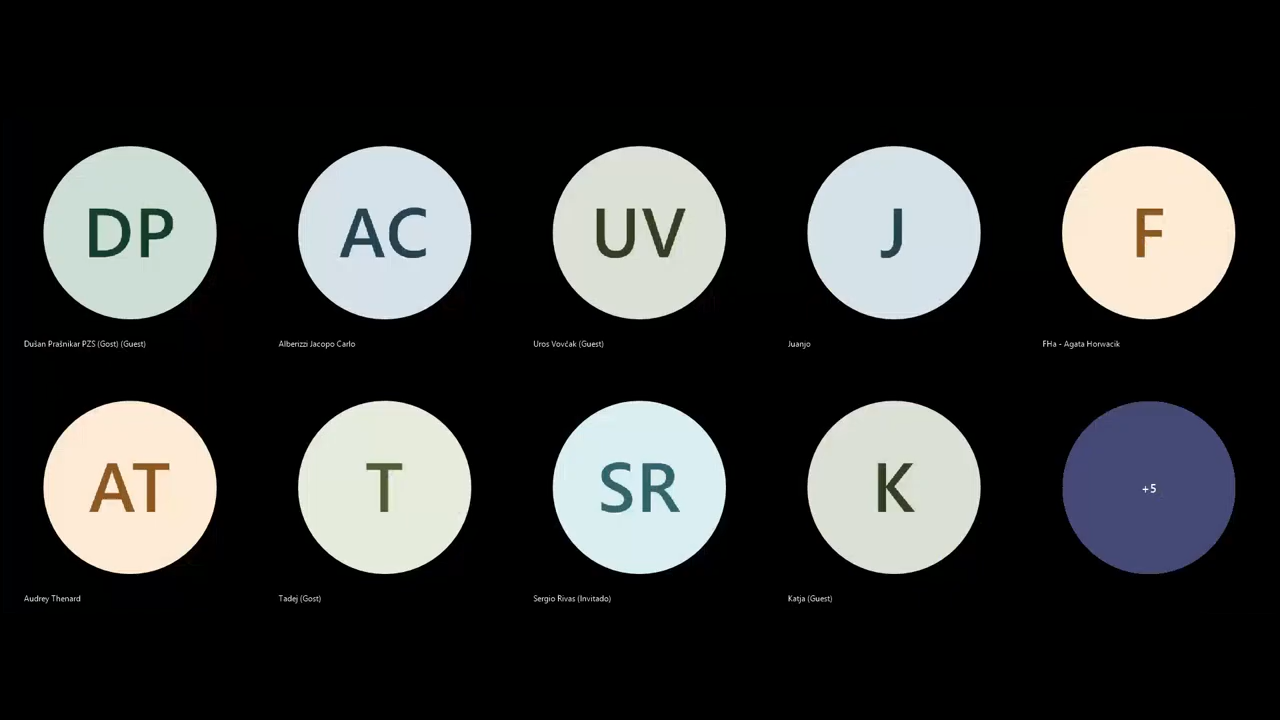 DP
AC
UV
J
F
Dušan Prašnikar PZS (Gost) (Guest)
Alberizzi Jacopo Carlo
Uros Vovčak (Guest)
Juanjo
FHa - Agata Horwacik
AT
T
SR
K
+5
Audrey Thenard
Tadej (Gost)
Sergio Rivas (Invitado)
Katja (Guest)